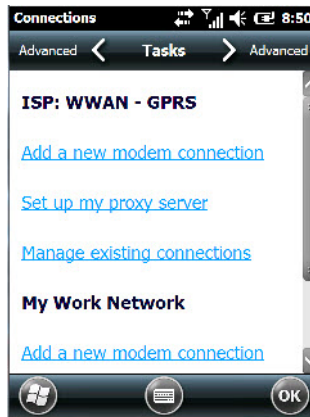 Connections 8:50
Advanced Tasks Advanced
ISP: WWAN - GPRS
Add a new modem connection
Set up my proxy server
Manage existing connections
My Work Network
Add a new modem connection
OK